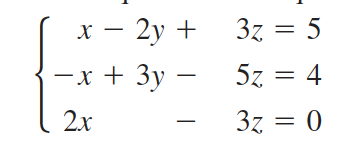 x − 2y + 3z = 5
−x + 3y − 5z = 4
2x − 3z = 0